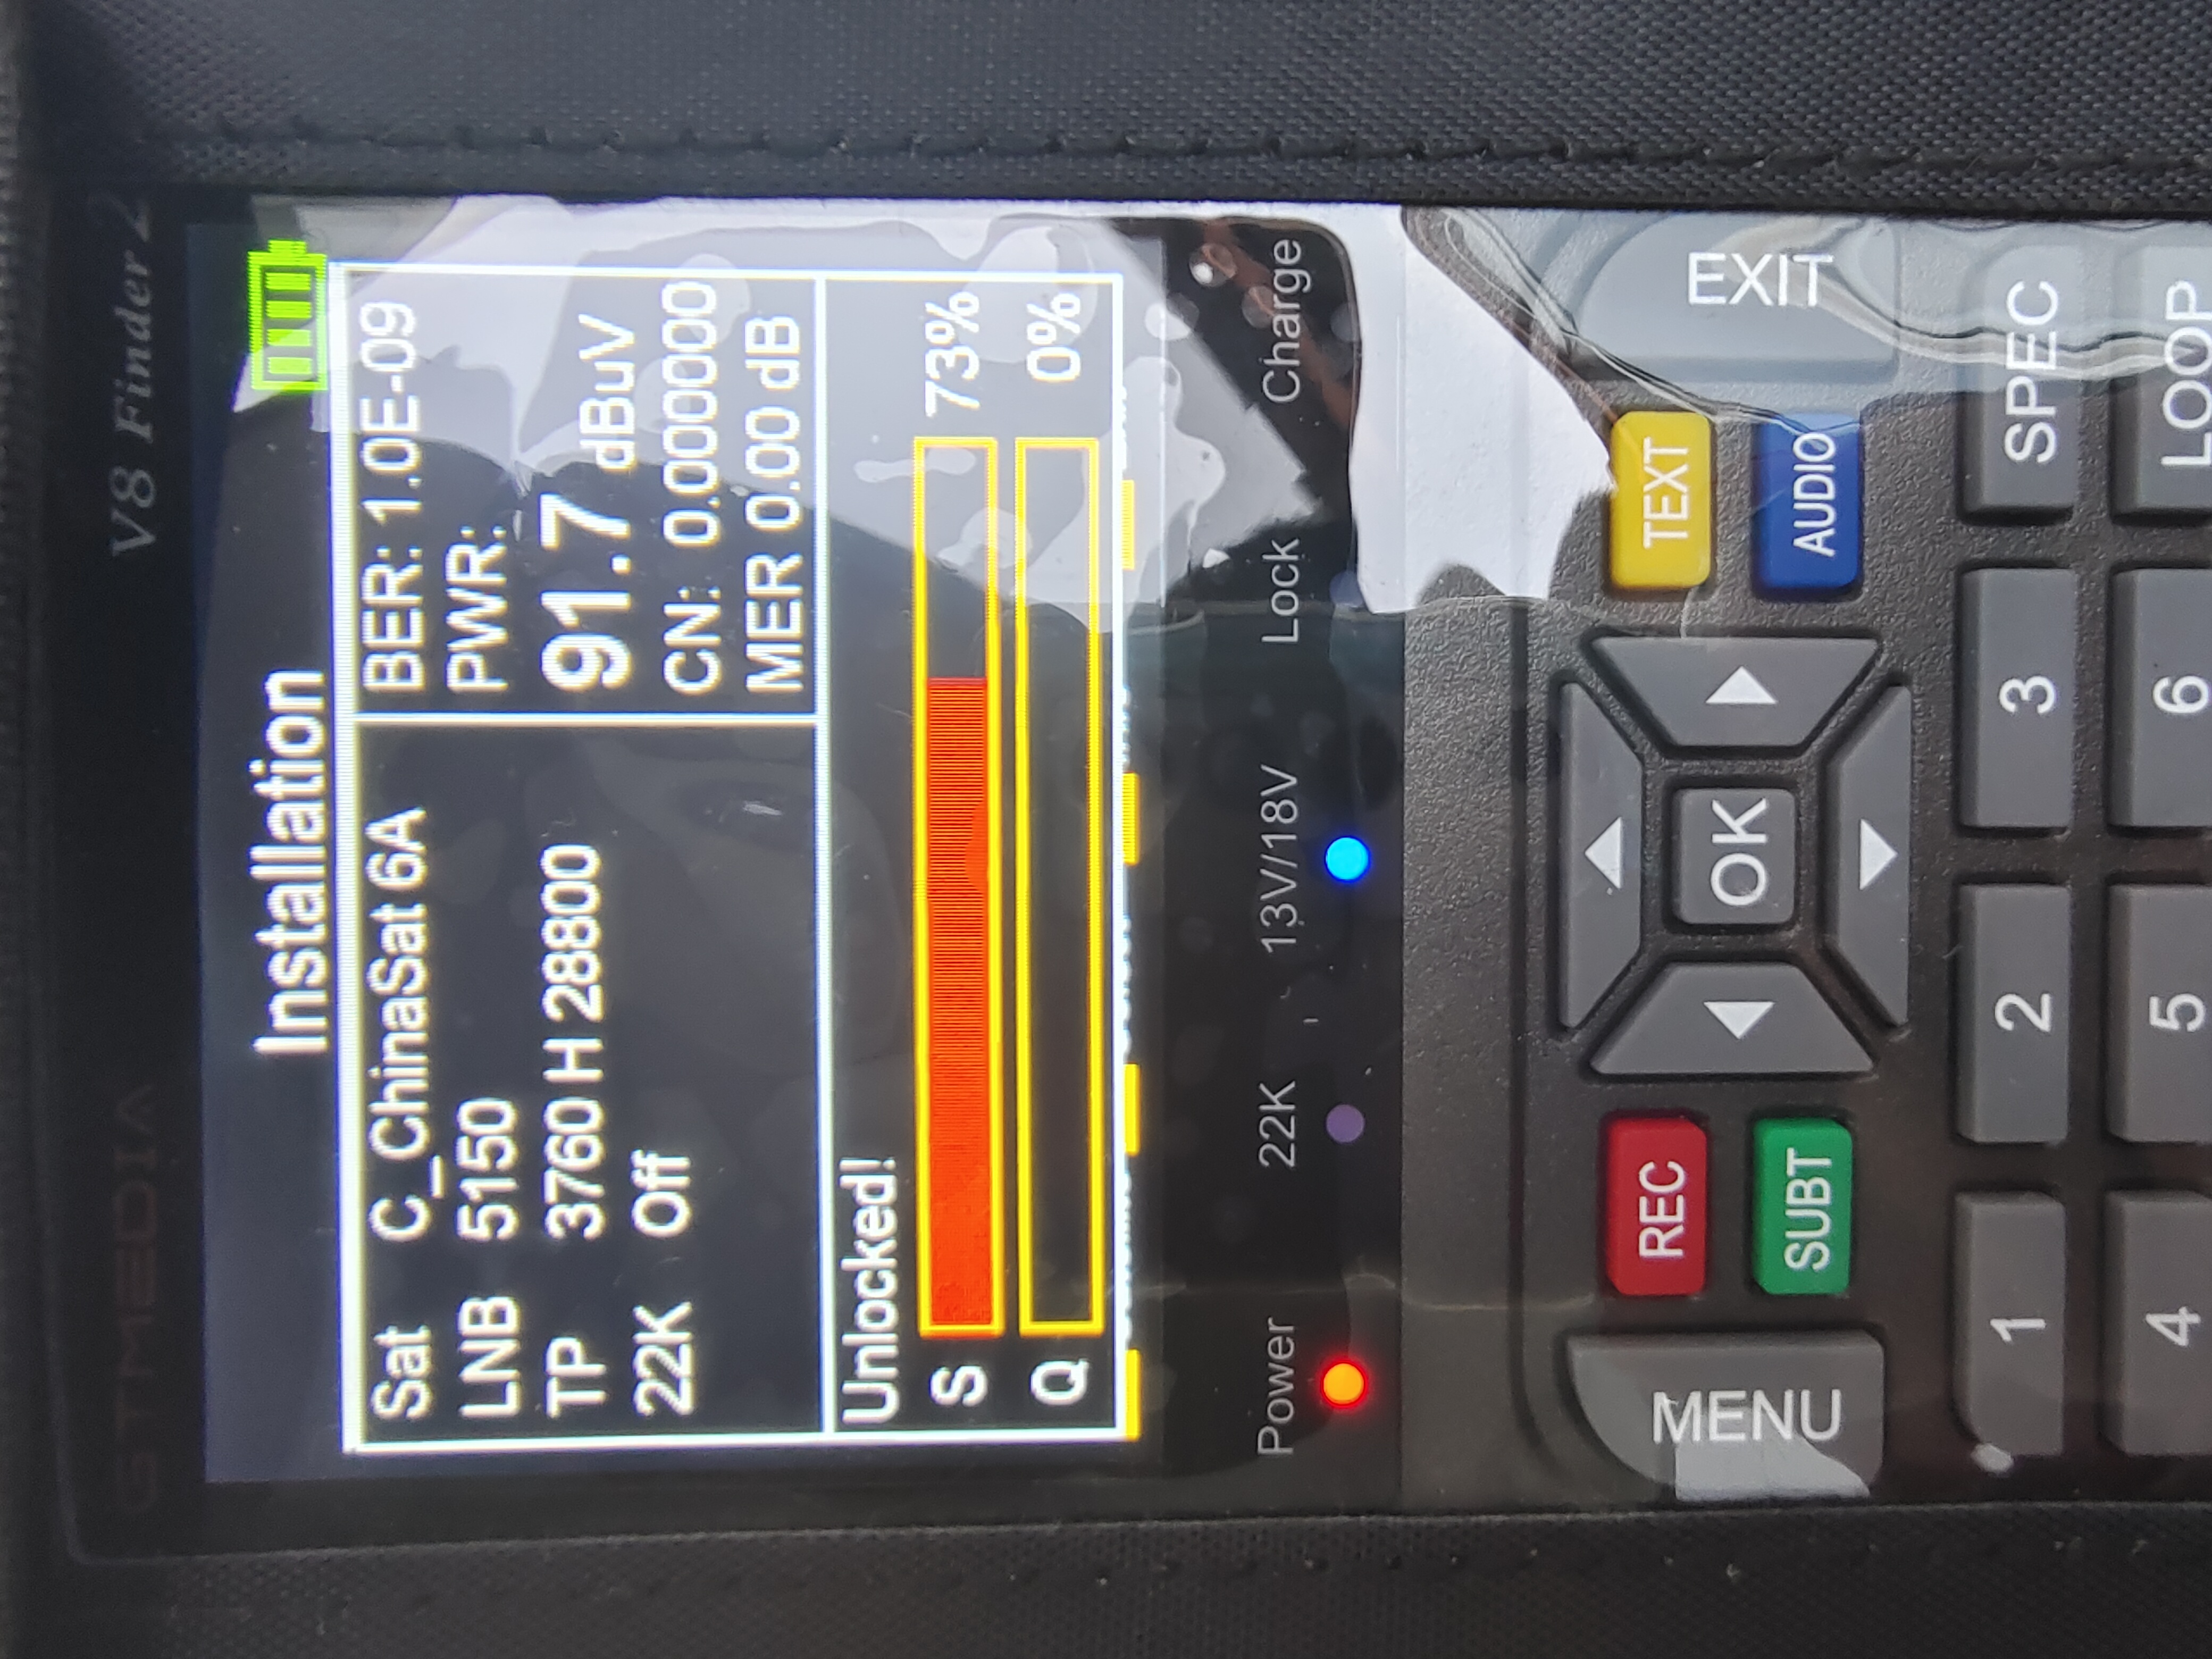 GTMEDIA
V8 Finder 2
Installation
Sat C_ChinaSat 6A
LNB 5150
TP 3760 H 28800
22K Off
BER: 1.0E-09
PWR:
91.7 dBuV
CN: 0.000000
MER 0.00 dB
Unlocked!
S 73%
Q 0%
Power 22K 13V/18V Lock Charge
MENU
REC
SUBT
OK
TEXT
AUDIO
EXIT
1 2 3 SPEC
4 5 6 LOOP